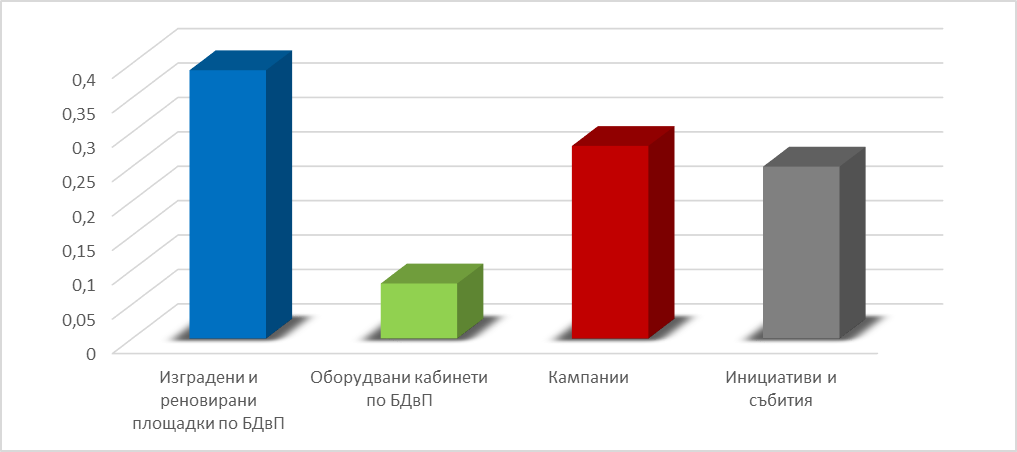 0,4
0,35
0,3
0,25
0,2
0,15
0,1
0,05
0
Изградени и
реновирани
площадки по БДвП
Оборудвани кабинети
по БДвП
Кампании
Инициативи и
събития